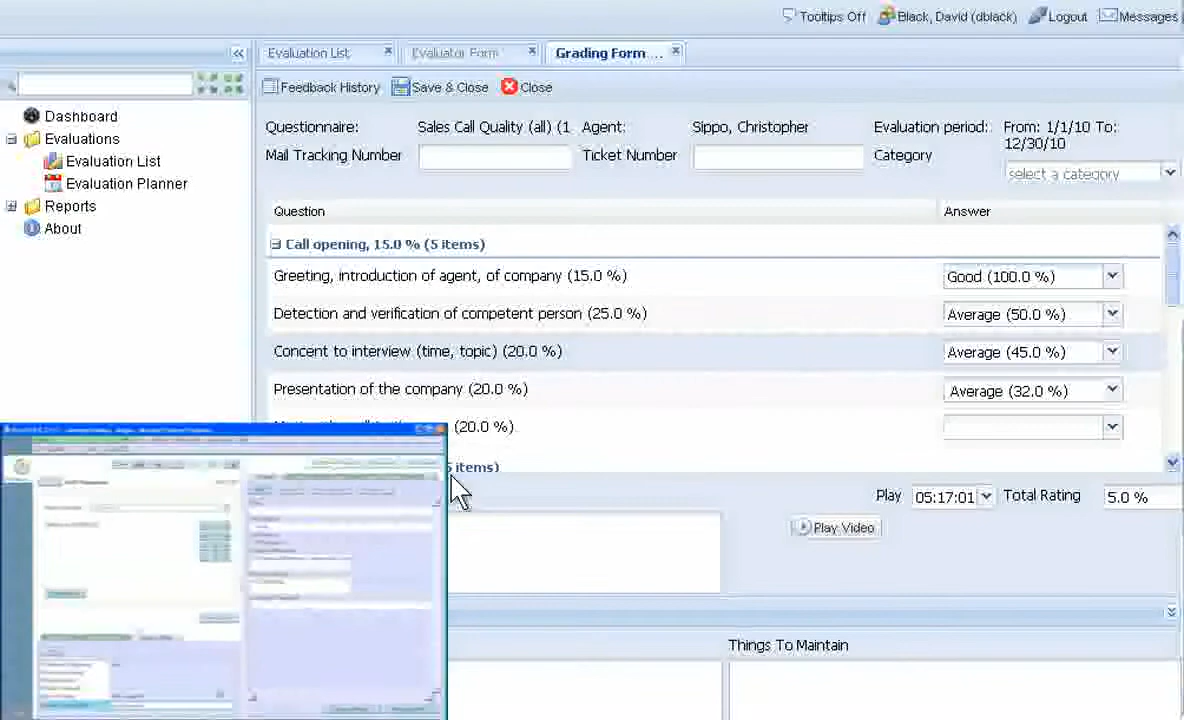 Tooltips Off Black, David (dblack) Logout Messages
Evaluation List Evaluator Form Grading Form ...
Feedback History Save & Close Close
Dashboard
Evaluations
Evaluation List
Evaluation Planner
Reports
About
Questionnaire: Sales Call Quality (all) (1 Agent: Sippo, Christopher Evaluation period: From: 1/1/10 To:
12/30/10
Mail Tracking Number Ticket Number Category
select a category
Question Answer
Call opening, 15.0 % (5 items)
Greeting, introduction of agent, of company (15.0 %) Good (100.0 %)
Detection and verification of competent person (25.0 %) Average (50.0 %)
Concent to interview (time, topic) (20.0 %) Average (45.0 %)
Presentation of the company (20.0 %) Average (32.0 %)
(20.0 %)
items)
Play 05:17:01 Total Rating 5.0 %
Play Video
Things To Maintain